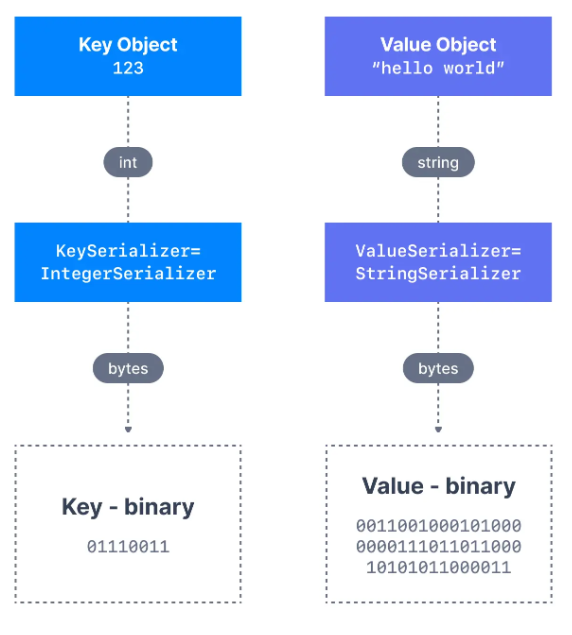 Key Object
123
int
KeySerializer=
IntegerSerializer
bytes
Key - binary
01110011
Value Object
“hello world”
string
ValueSerializer=
StringSerializer
bytes
Value - binary
0011001000101000
0000111011011000
10101011000011